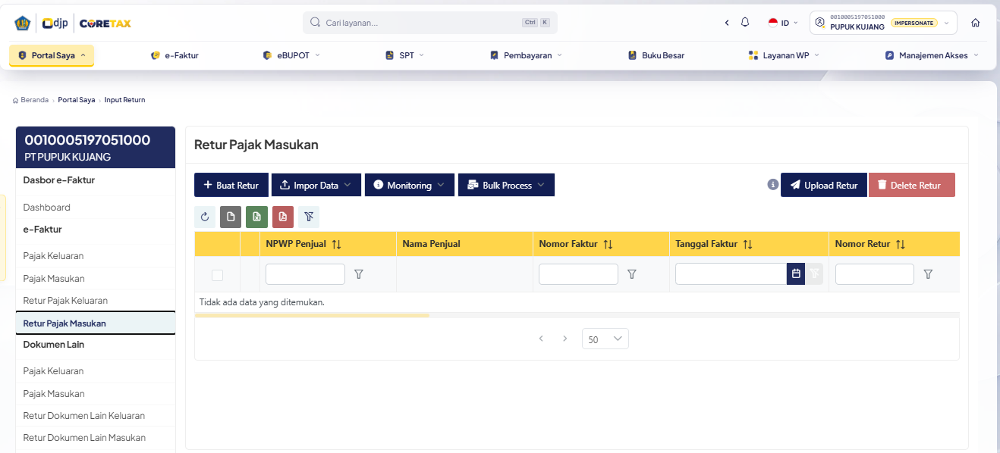 djp CORETAX Cari layanan... Ctrl K ID 0010005197051000
PUPUK KUJANG IMPERSONATE
Portal Saya e-Faktur eBUPOT SPT Pembayaran Buku Besar Layanan WP Manajemen Akses
Beranda › Portal Saya › Input Return
0010005197051000
PT PUPUK KUJANG
Dasbor e-Faktur
Dashboard
e-Faktur
Pajak Keluaran
Pajak Masukan
Retur Pajak Keluaran
Retur Pajak Masukan
Dokumen Lain
Pajak Keluaran
Pajak Masukan
Retur Dokumen Lain Keluaran
Retur Dokumen Lain Masukan
Retur Pajak Masukan
+ Buat Retur Impor Data Monitoring Bulk Process Upload Retur Delete Retur
NPWP Penjual Nama Penjual Nomor Faktur Tanggal Faktur Nomor Retur
Tidak ada data yang ditemukan.
50